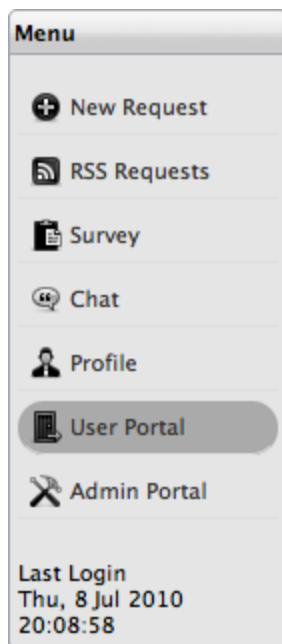 Menu
New Request
RSS Requests
Survey
Chat
Profile
User Portal
Admin Portal
Last Login
Thu, 8 Jul 2010
20:08:58